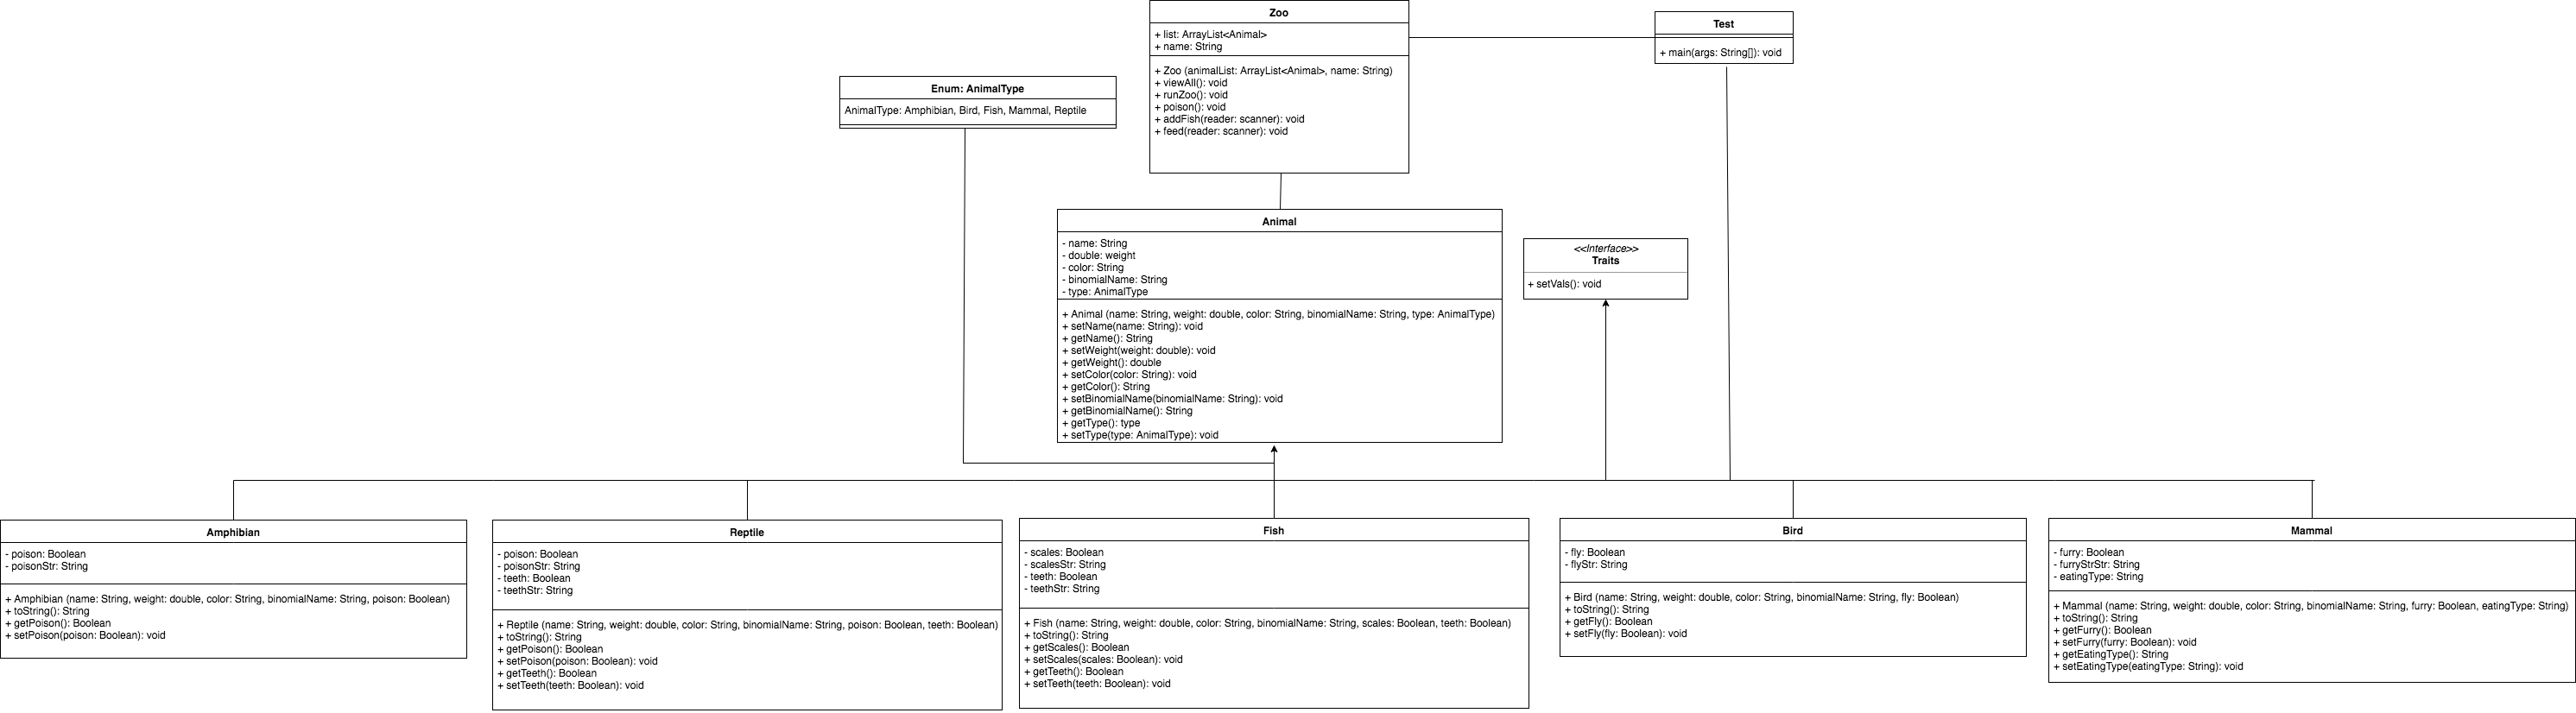 Zoo
+ list: ArrayList<Animal>
+ name: String
+ Zoo (animalList: ArrayList<Animal>, name: String)
+ viewAll(): void
+ runZoo(): void
+ poison(): void
+ addFish(reader: scanner): void
+ feed(reader: scanner): void
Test
+ main(args: String[]): void
Enum: AnimalType
AnimalType: Amphibian, Bird, Fish, Mammal, Reptile
Animal
- name: String
- double: weight
- color: String
- binomialName: String
- type: AnimalType
+ Animal (name: String, weight: double, color: String, binomialName: String, type: AnimalType)
+ setName(name: String): void
+ getName(): String
+ setWeight(weight: double): void
+ getWeight(): double
+ setColor(color: String): void
+ getColor(): String
+ setBinomialName(binomialName: String): void
+ getBinomialName(): String
+ getType(): type
+ setType(type: AnimalType): void
<<Interface>>
Traits
+ setVals(): void
Amphibian
- poison: Boolean
- poisonStr: String
+ Amphibian (name: String, weight: double, color: String, binomialName: String, poison: Boolean)
+ toString(): String
+ getPoison(): Boolean
+ setPoison(poison: Boolean): void
Reptile
- poison: Boolean
- poisonStr: String
- teeth: Boolean
- teethStr: String
+ Reptile (name: String, weight: double, color: String, binomialName: String, poison: Boolean, teeth: Boolean)
+ toString(): String
+ getPoison(): Boolean
+ setPoison(poison: Boolean): void
+ getTeeth(): Boolean
+ setTeeth(teeth: Boolean): void
Fish
- scales: Boolean
- scalesStr: String
- teeth: Boolean
- teethStr: String
+ Fish (name: String, weight: double, color: String, binomialName: String, scales: Boolean, teeth: Boolean)
+ toString(): String
+ getScales(): Boolean
+ setScales(scales: Boolean): void
+ getTeeth(): Boolean
+ setTeeth(teeth: Boolean): void
Bird
- fly: Boolean
- flyStr: String
+ Bird (name: String, weight: double, color: String, binomialName: String, fly: Boolean)
+ toString(): String
+ getFly(): Boolean
+ setFly(fly: Boolean): void
Mammal
- furry: Boolean
- furryStrStr: String
- eatingType: String
+ Mammal (name: String, weight: double, color: String, binomialName: String, furry: Boolean, eatingType: String)
+ toString(): String
+ getFurry(): Boolean
+ setFurry(furry: Boolean): void
+ getEatingType(): String
+ setEatingType(eatingType: String): void